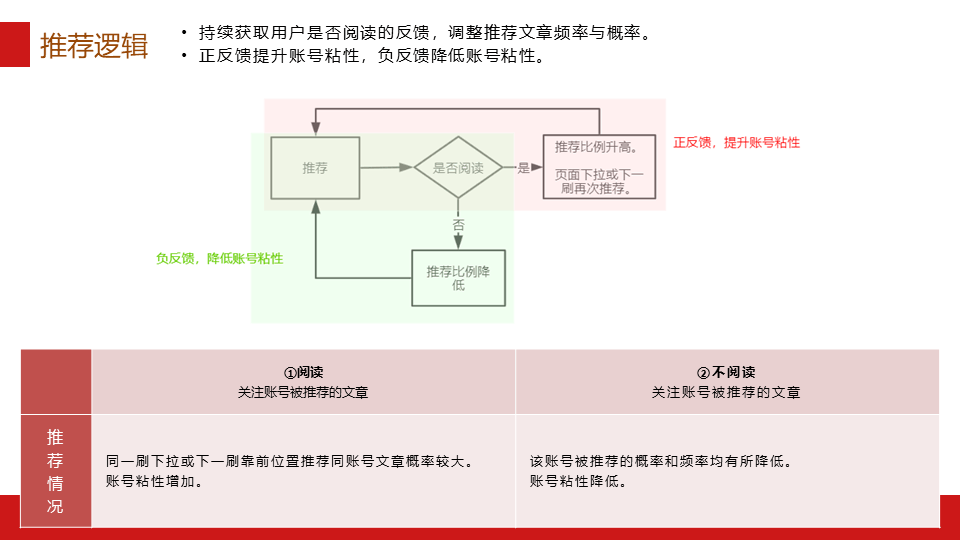 推荐逻辑
• 持续获取用户是否阅读的反馈，调整推荐文章频率与概率。
• 正反馈提升账号粘性，负反馈降低账号粘性。
推荐
是否阅读
是
推荐比例升高。
页面下拉或下一
刷再次推荐。
正反馈，提升账号粘性
否
负反馈，降低账号粘性
推荐比例降
低
①阅读
关注账号被推荐的文章
②不阅读
关注账号被推荐的文章
推
荐
情
况
同一刷下拉或下一刷靠前位置推荐同账号文章概率较大。
账号粘性增加。
该账号被推荐的概率和频率均有所降低。
账号粘性降低。